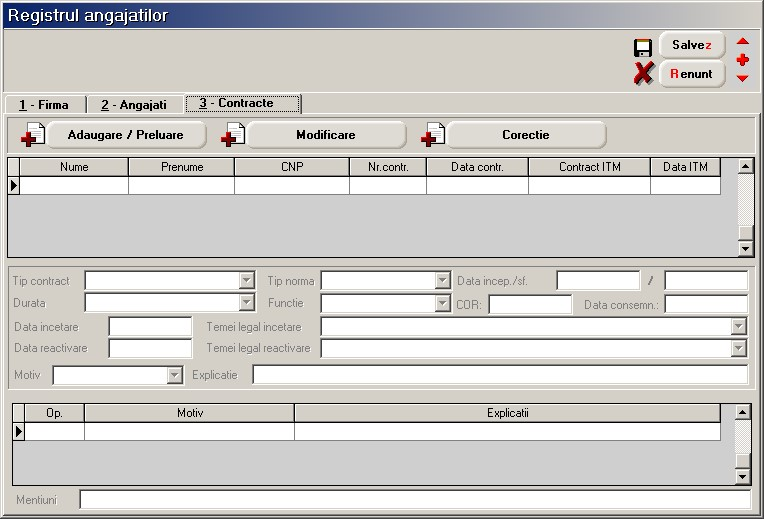 Registrul angajatilor
Salvez
Renunt
1 - Firma 2 - Angajati 3 - Contracte
Adaugare / Preluare Modificare Corectie
Nume Prenume CNP Nr.contr. Data contr. Contract ITM Data ITM
Tip contract Tip norma Data incep./sf. /
Durata Functie COR: Data consemn.:
Data incetare Temei legal incetare
Data reactivare Temei legal reactivare
Motiv Explicatie
Op. Motiv Explicatii
Mentiuni